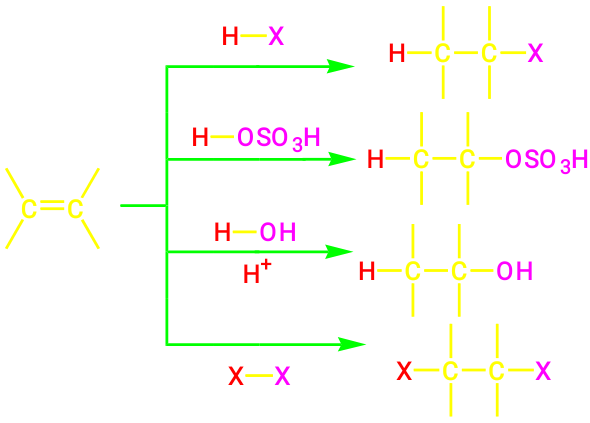 H—X
H—C—C—X
H—OSO₃H
H—C—C—OSO₃H
C=C
H—OH
H⁺
H—C—C—OH
X—C—C—X
X—X